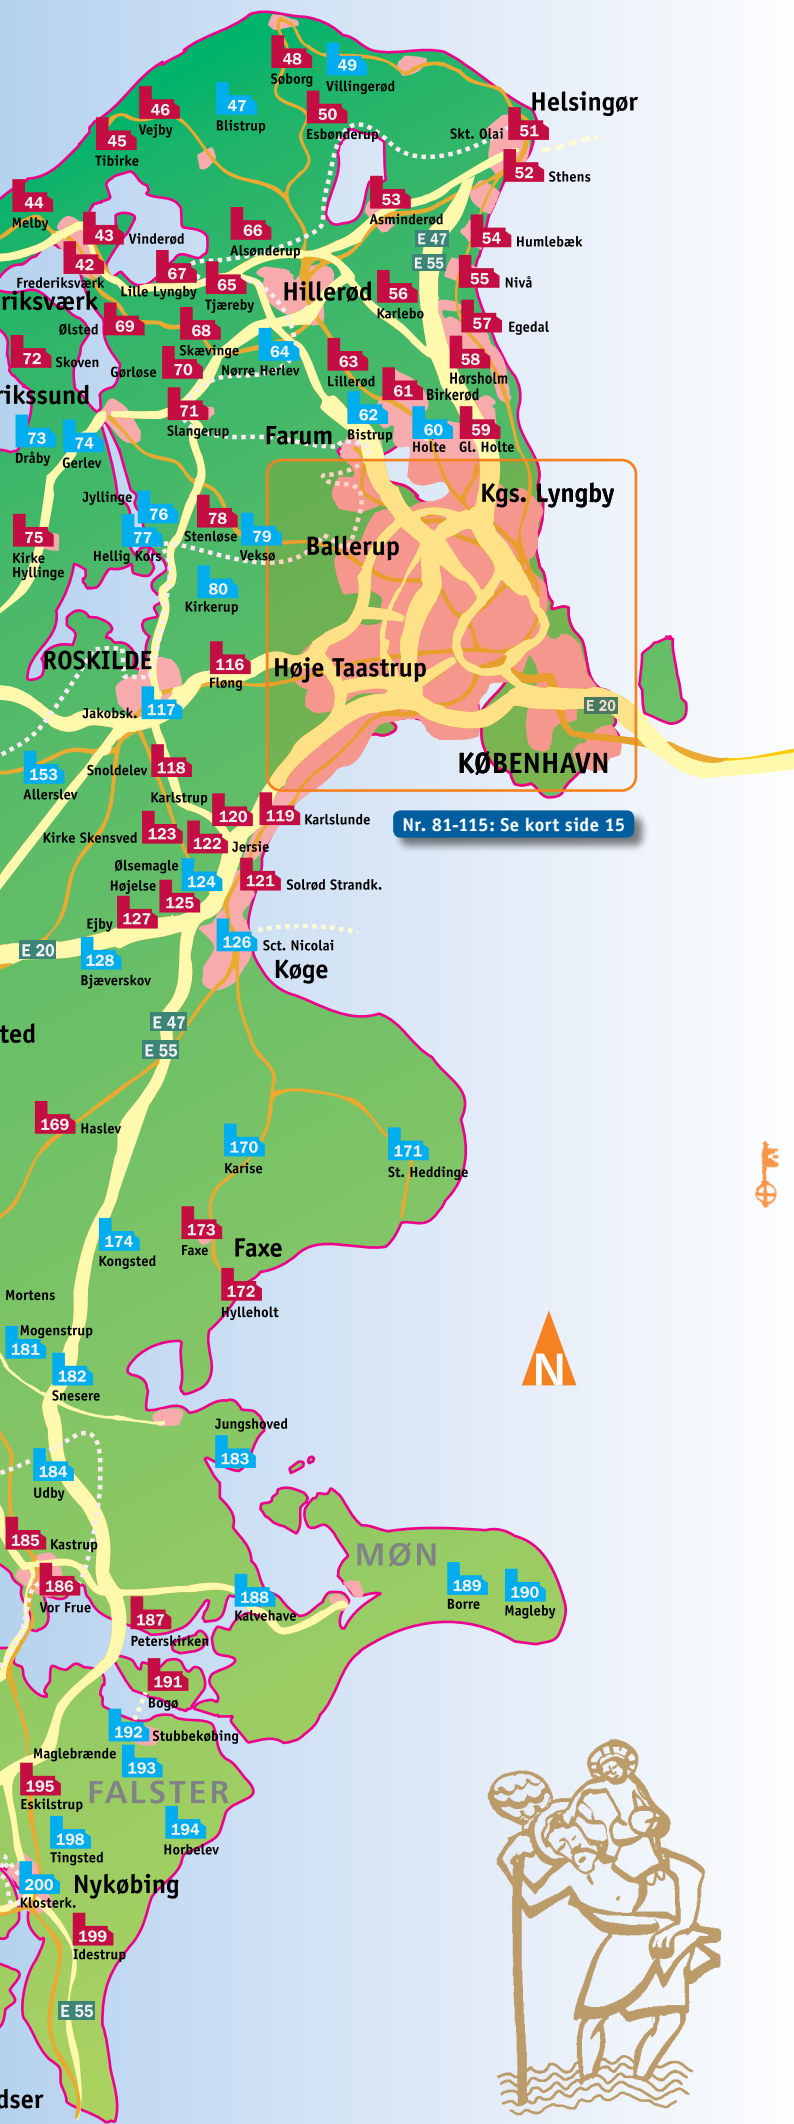 48
Søborg
49
Villingerød
46
Vejby
47
Blistrup
50
Esbønderup
Helsingør
Skt. Olai
51
45
Tibirke
52
Sthens
44
Melby
53
Asminderød
43
Vinderød
66
Alsønderup
E 47
E 55
54
Humlebæk
42
Frederiksværk
67
Lille Lyngby
65
Tjæreby
Hillerød
56
Karlebo
55
Nivå
riksværk
Ølsted
69
68
Skævinge
57
Egedal
72
Skoven
Gørløse
70
64
Nørre Herlev
63
Lillerød
58
Hørsholm
61
Birkerød
rikssund
71
Slangerup
62
Bistrup
60
Holte
59
Gl. Holte
73
Dråby
74
Gerlev
Farum
Kgs. Lyngby
Jyllinge
76
78
Stenløse
75
Kirke
Hyllinge
77
Hellig Kors
79
Veksø
Ballerup
80
Kirkerup
ROSKILDE
116
Fløng
Høje Taastrup
Jakobsk.
117
E 20
153
Allerslev
Snoldelev
118
KØBENHAVN
Karlstrup
120
119
Karlslunde
Nr. 81-115: Se kort side 15
Kirke Skensved
123
122
Jersie
Ølsemagle
124
121
Solrød Strandk.
Højelse
125
Ejby
127
E 20
128
Bjæverskov
126
Sct. Nicolai
Køge
E 47
ted
E 55
169
Haslev
170
Karise
171
St. Heddinge
173
Faxe
Faxe
174
Kongsted
172
Hylleholt
Mortens
Mogenstrup
181
182
Snesere
N
Jungshoved
183
184
Udby
185
Kastrup
MØN
186
Vor Frue
188
Kalvehave
189
Borre
190
Magleby
187
Peterskirken
191
Bogø
192
Stubbekøbing
Maglebrænde
193
195
Eskilstrup
FALSTER
198
Tingsted
194
Horbelev
200
Klosterk.
Nykøbing
199
Idestrup
E 55
dser